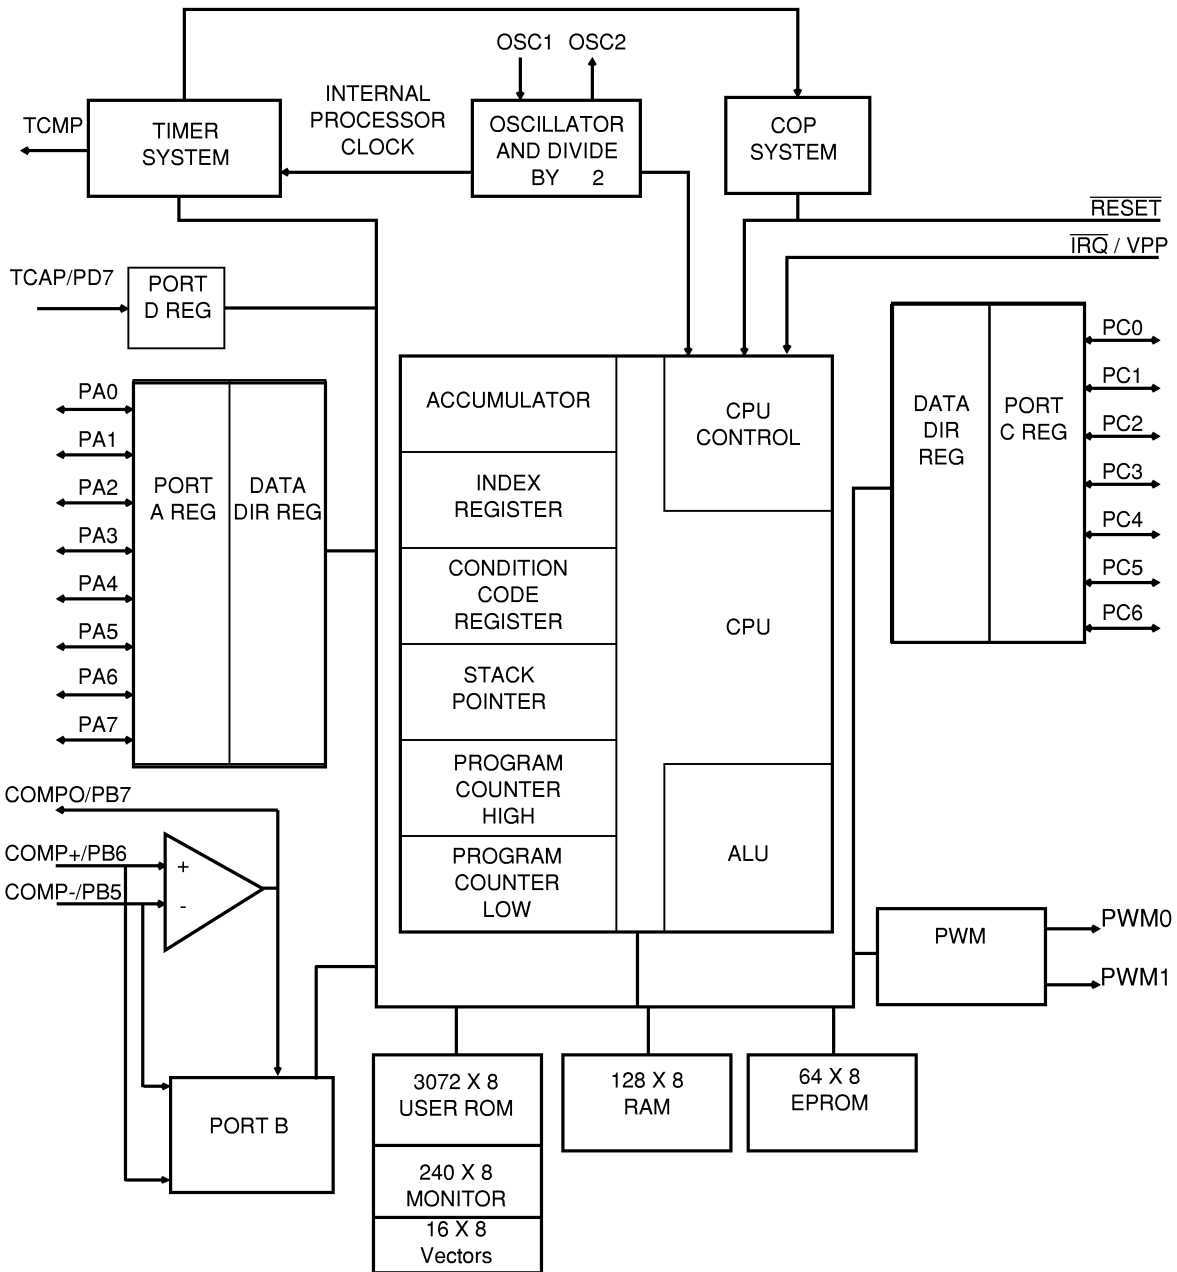 OSC1 OSC2
INTERNAL
PROCESSOR
CLOCK
TCMP
TIMER
SYSTEM
OSCILLATOR
AND DIVIDE
BY 2
COP
SYSTEM
RESET
IRQ / VPP
TCAP/PD7
PORT
D REG
PA0
PA1
PA2
PA3
PA4
PA5
PA6
PA7
PORT
A REG
DATA
DIR REG
ACCUMULATOR
INDEX
REGISTER
CONDITION
CODE
REGISTER
STACK
POINTER
PROGRAM
COUNTER
HIGH
PROGRAM
COUNTER
LOW
CPU
CONTROL
CPU
ALU
DATA
DIR
REG
PORT
C REG
PC0
PC1
PC2
PC3
PC4
PC5
PC6
COMPO/PB7
COMP+/PB6
COMP-/PB5
+
-
PORT B
PWM
PWM0
PWM1
3072 X 8
USER ROM
240 X 8
MONITOR
16 X 8
Vectors
128 X 8
RAM
64 X 8
EPROM